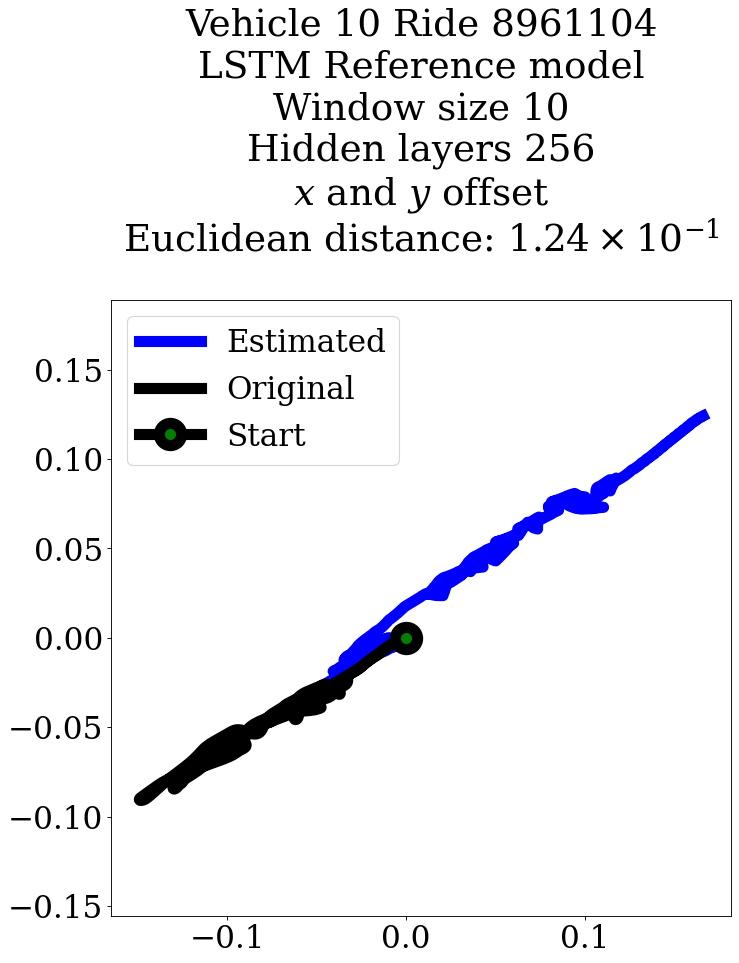 Vehicle 10 Ride 8961104
LSTM Reference model
Window size 10
Hidden layers 256
x and y offset
Euclidean distance: 1.24 × 10⁻¹
Estimated
Original
Start
0.15
0.10
0.05
0.00
−0.05
−0.10
−0.15
−0.1
0.0
0.1